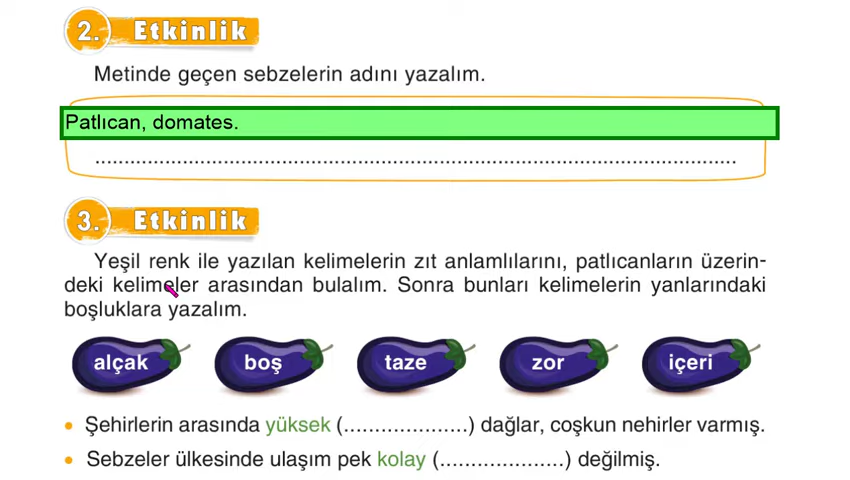 2. Etkinlik
Metinde geçen sebzelerin adını yazalım.
Patlıcan, domates.
..............................................................................................................
3. Etkinlik
Yeşil renk ile yazılan kelimelerin zıt anlamlılarını, patlıcanların üzerin-
deki kelimeler arasından bulalım. Sonra bunları kelimelerin yanlarındaki
boşluklara yazalım.
alçak boş taze zor içeri
• Şehirlerin arasında yüksek (....................) dağlar, coşkun nehirler varmış.
• Sebzeler ülkesinde ulaşım pek kolay (....................) değilmiş.